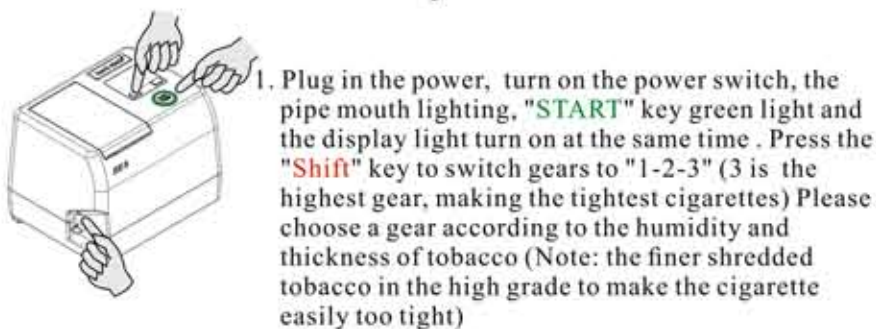 1. Plug in the power, turn on the power switch, the
pipe mouth lighting, "START" key green light and
the display light turn on at the same time . Press the
"Shift" key to switch gears to "1-2-3" (3 is the
highest gear, making the tightest cigarettes) Please
choose a gear according to the humidity and
thickness of tobacco (Note: the finer shredded
tobacco in the high grade to make the cigarette
easily too tight)